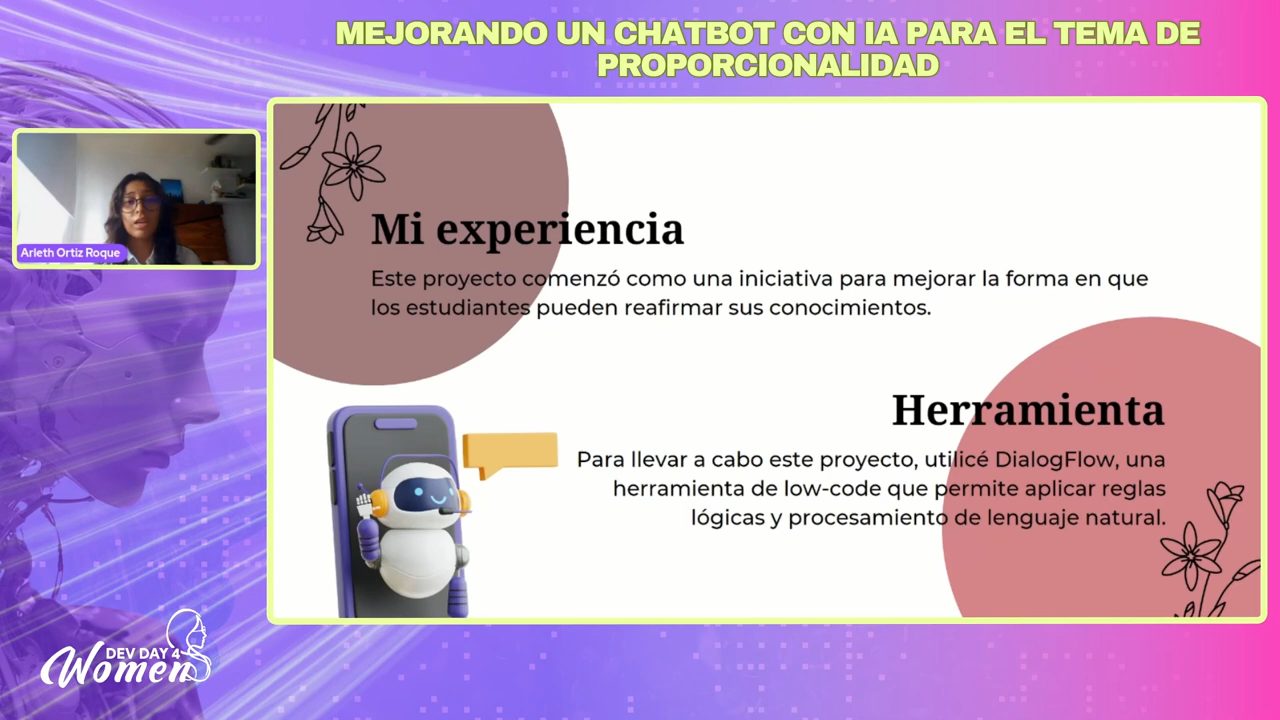 MEJORANDO UN CHATBOT CON IA PARA EL TEMA DE
PROPORCIONALIDAD
Arleth Ortiz Roque
Mi experiencia
Este proyecto comenzó como una iniciativa para mejorar la forma en que
los estudiantes pueden reafirmar sus conocimientos.
Herramienta
Para llevar a cabo este proyecto, utilicé DialogFlow, una
herramienta de low-code que permite aplicar reglas
lógicas y procesamiento de lenguaje natural.
DEV DAY 4
Women